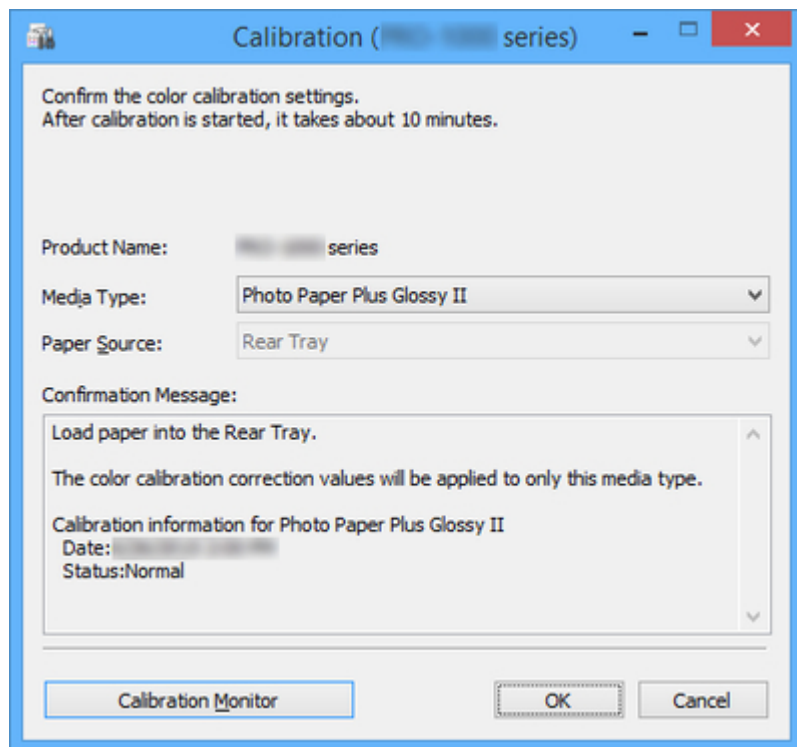 Calibration ( series)
Confirm the color calibration settings.
After calibration is started, it takes about 10 minutes.
Product Name: series
Media Type: Photo Paper Plus Glossy II
Paper Source: Rear Tray
Confirmation Message:
Load paper into the Rear Tray.
The color calibration correction values will be applied to only this media type.
Calibration information for Photo Paper Plus Glossy II
Date:
Status:Normal
Calibration Monitor OK Cancel